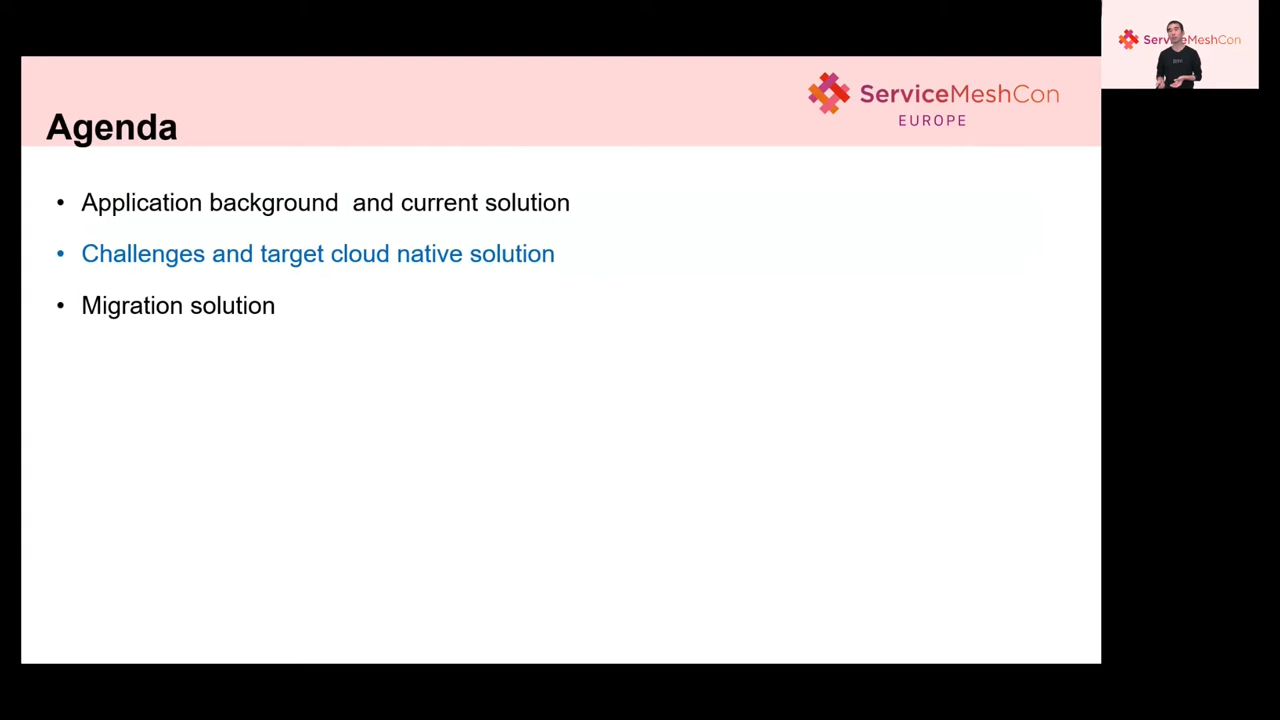 ServiceMeshCon
ServiceMeshCon
EUROPE
Agenda
• Application background  and current solution
• Challenges and target cloud native solution
• Migration solution